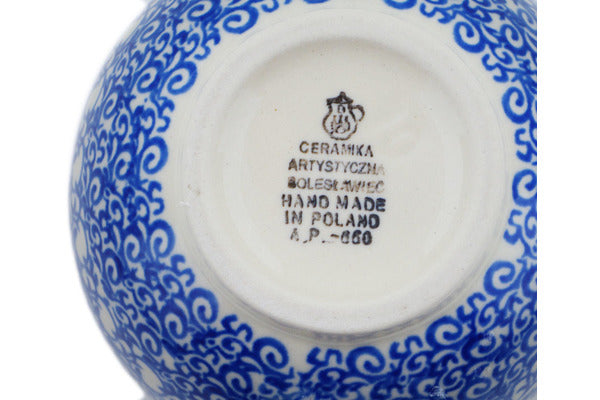 CERAMIKA
ARTYSTYCZNA
BOLESŁAWIEC
HAND MADE
IN POLAND
A.P.-660